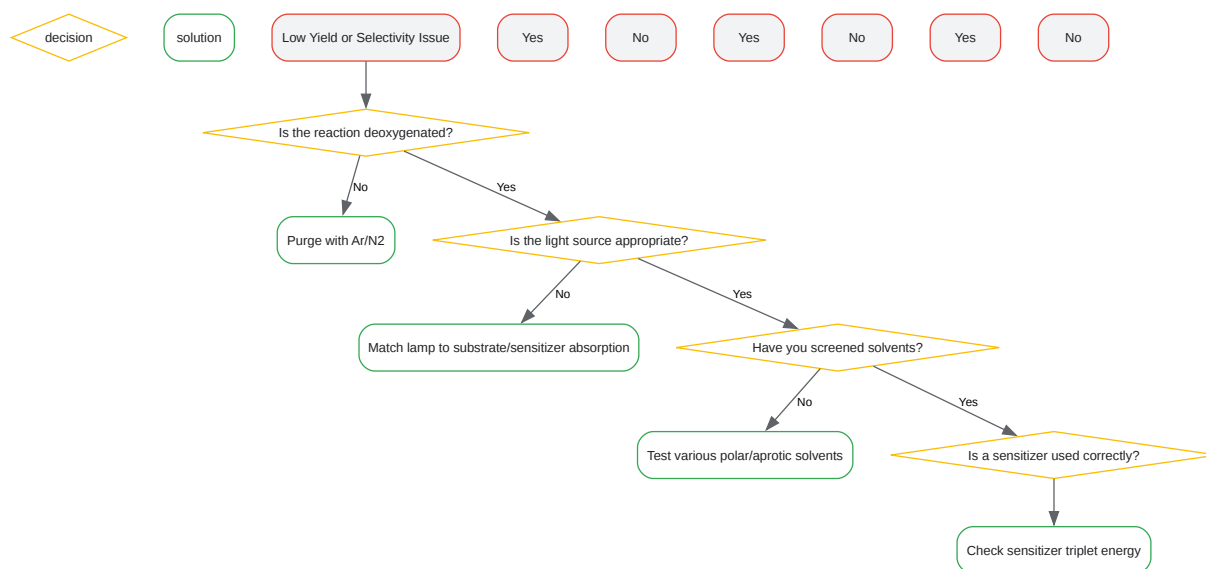 decision
solution
Low Yield or Selectivity Issue
Yes
No
Yes
No
Yes
No
Is the reaction deoxygenated?
No
Yes
Purge with Ar/N2
Is the light source appropriate?
No
Yes
Match lamp to substrate/sensitizer absorption
Have you screened solvents?
No
Yes
Test various polar/aprotic solvents
Is a sensitizer used correctly?
Check sensitizer triplet energy